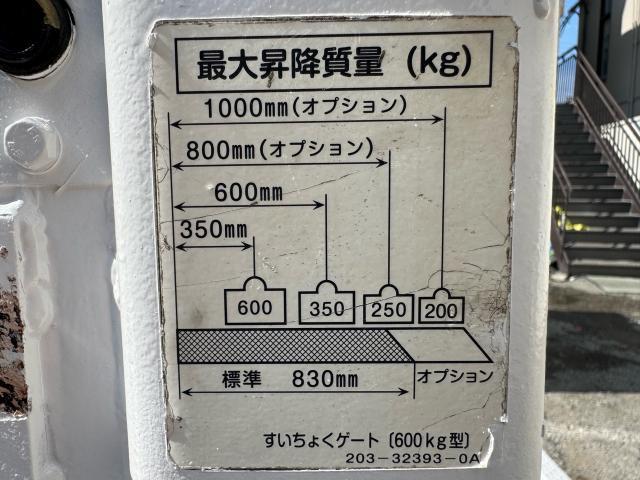 最大昇降質量 (kg)
1000mm(オプション)
800mm(オプション)
600mm
350mm
600 350 250 200
標準 830mm オプション
すいちょくゲート〔600kg型〕
203-32393-0A